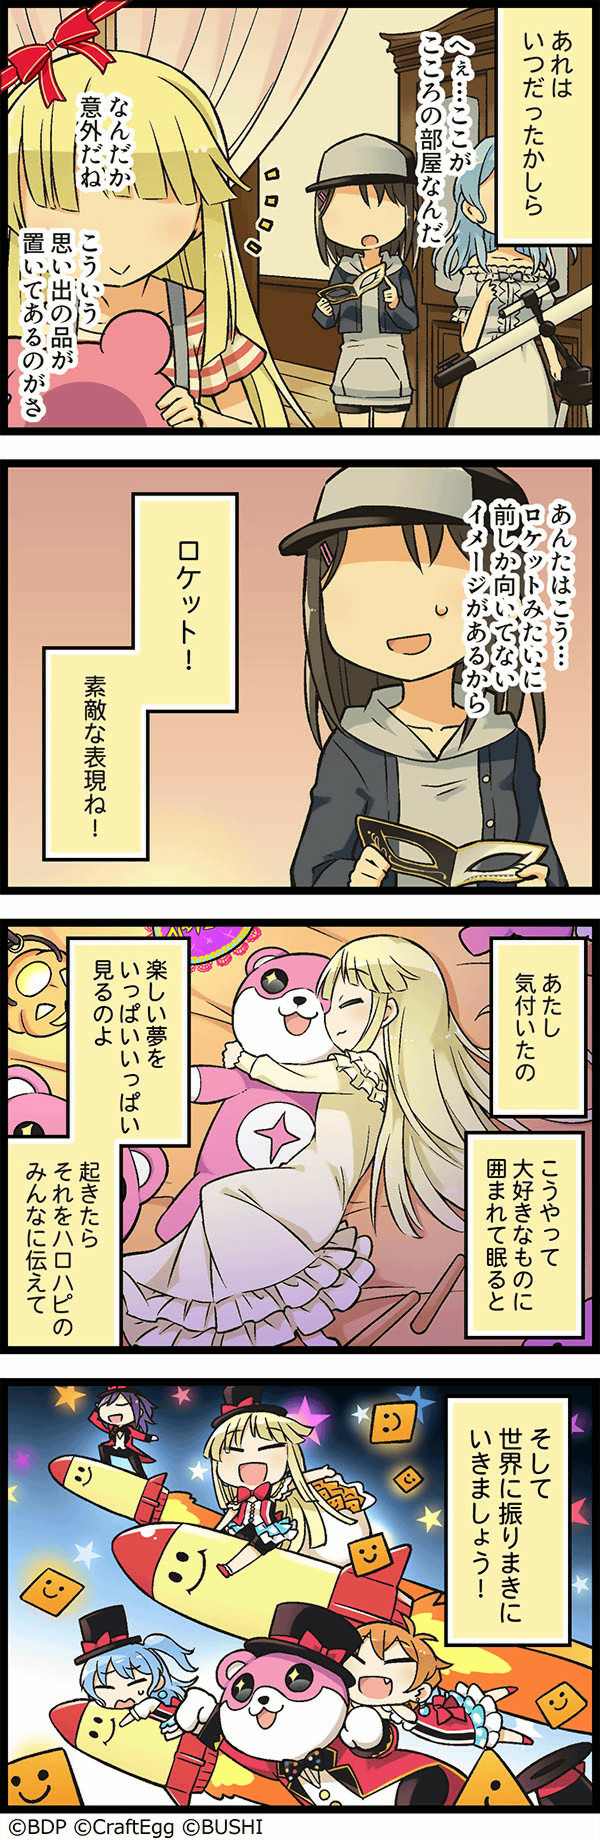 あれは
いつだったかしら
へぇ…ここが
こころの部屋なんだ
なんだか
意外だね
こういう
思い出の品が
置いてあるのがさ
あんたはこう…
ロケットみたいに
前しか向いてない
イメージがあるから
ロケット！
素敵な表現ね！
あたし
気付いたの
こうやって
大好きなものに
囲まれて眠ると
楽しい夢を
いっぱいいっぱい
見るのよ
起きたら
それをハロハピの
みんなに伝えて
そして
世界に振りまきに
いきましょう！
©BDP ©CraftEgg ©BUSHI